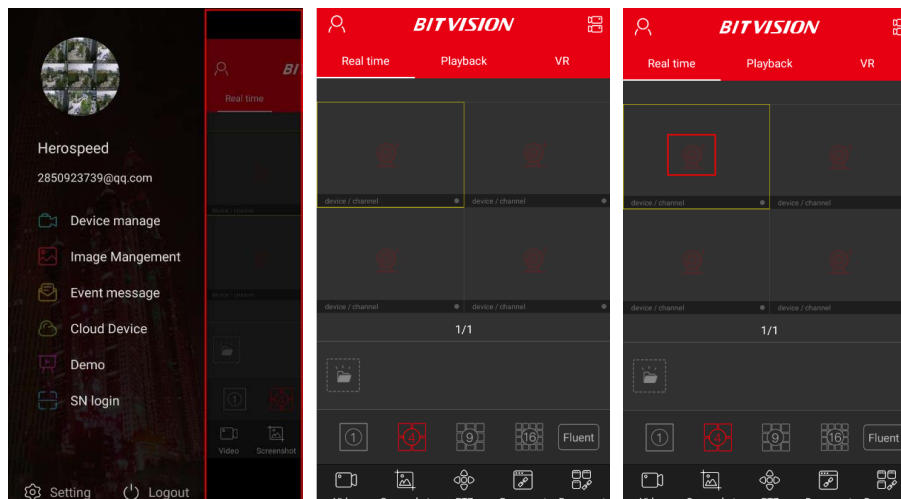 Herospeed
2850923739@qq.com
Device manage
Image Mangement
Event message
Cloud Device
Demo
SN login
Setting
Logout
BI
Real time
1
4
Video
Screenshot
BITVISION
Real time
Playback
VR
device / channel
device / channel
device / channel
device / channel
1/1
1
4
9
16
Fluent
BITVISION
Real time
Playback
VR
device / channel
device / channel
device / channel
device / channel
1/1
1
4
9
16
Fluent